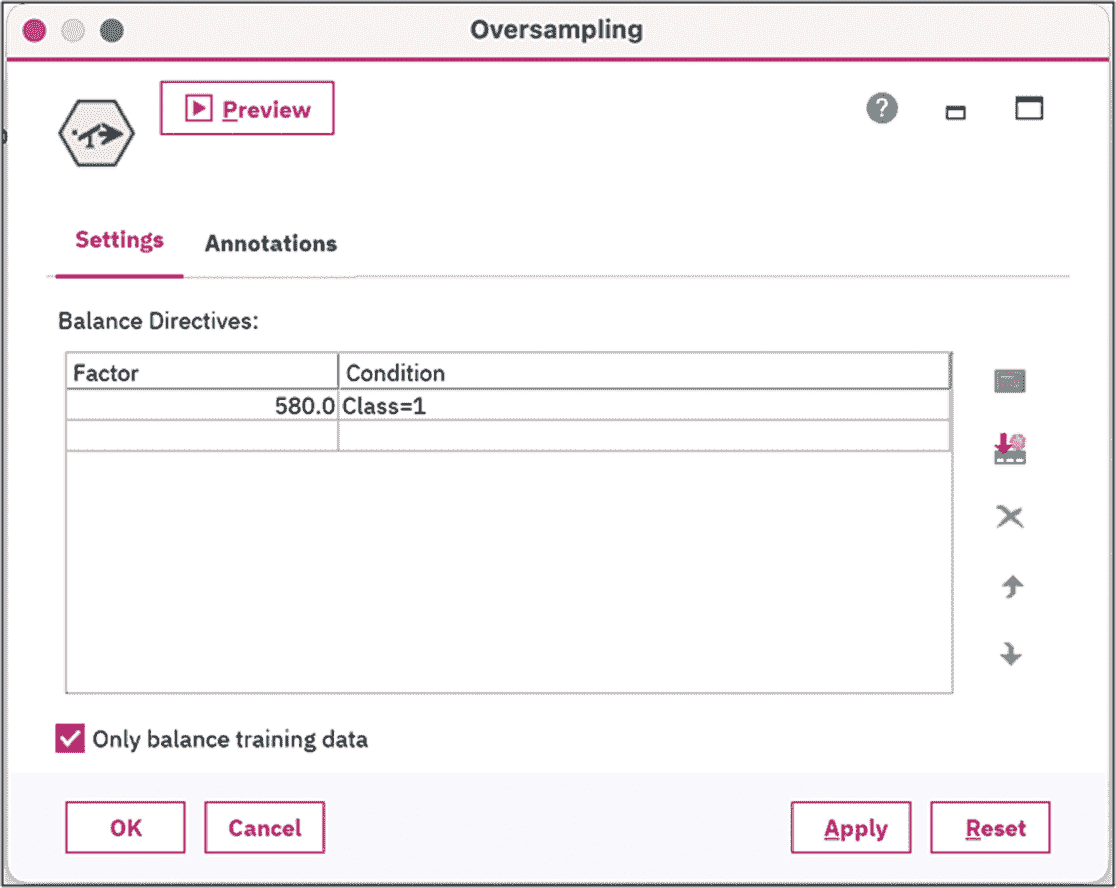 Oversampling
Preview
?
Settings Annotations
Balance Directives:
Factor Condition
580.0 Class=1
Only balance training data
OK Cancel Apply Reset